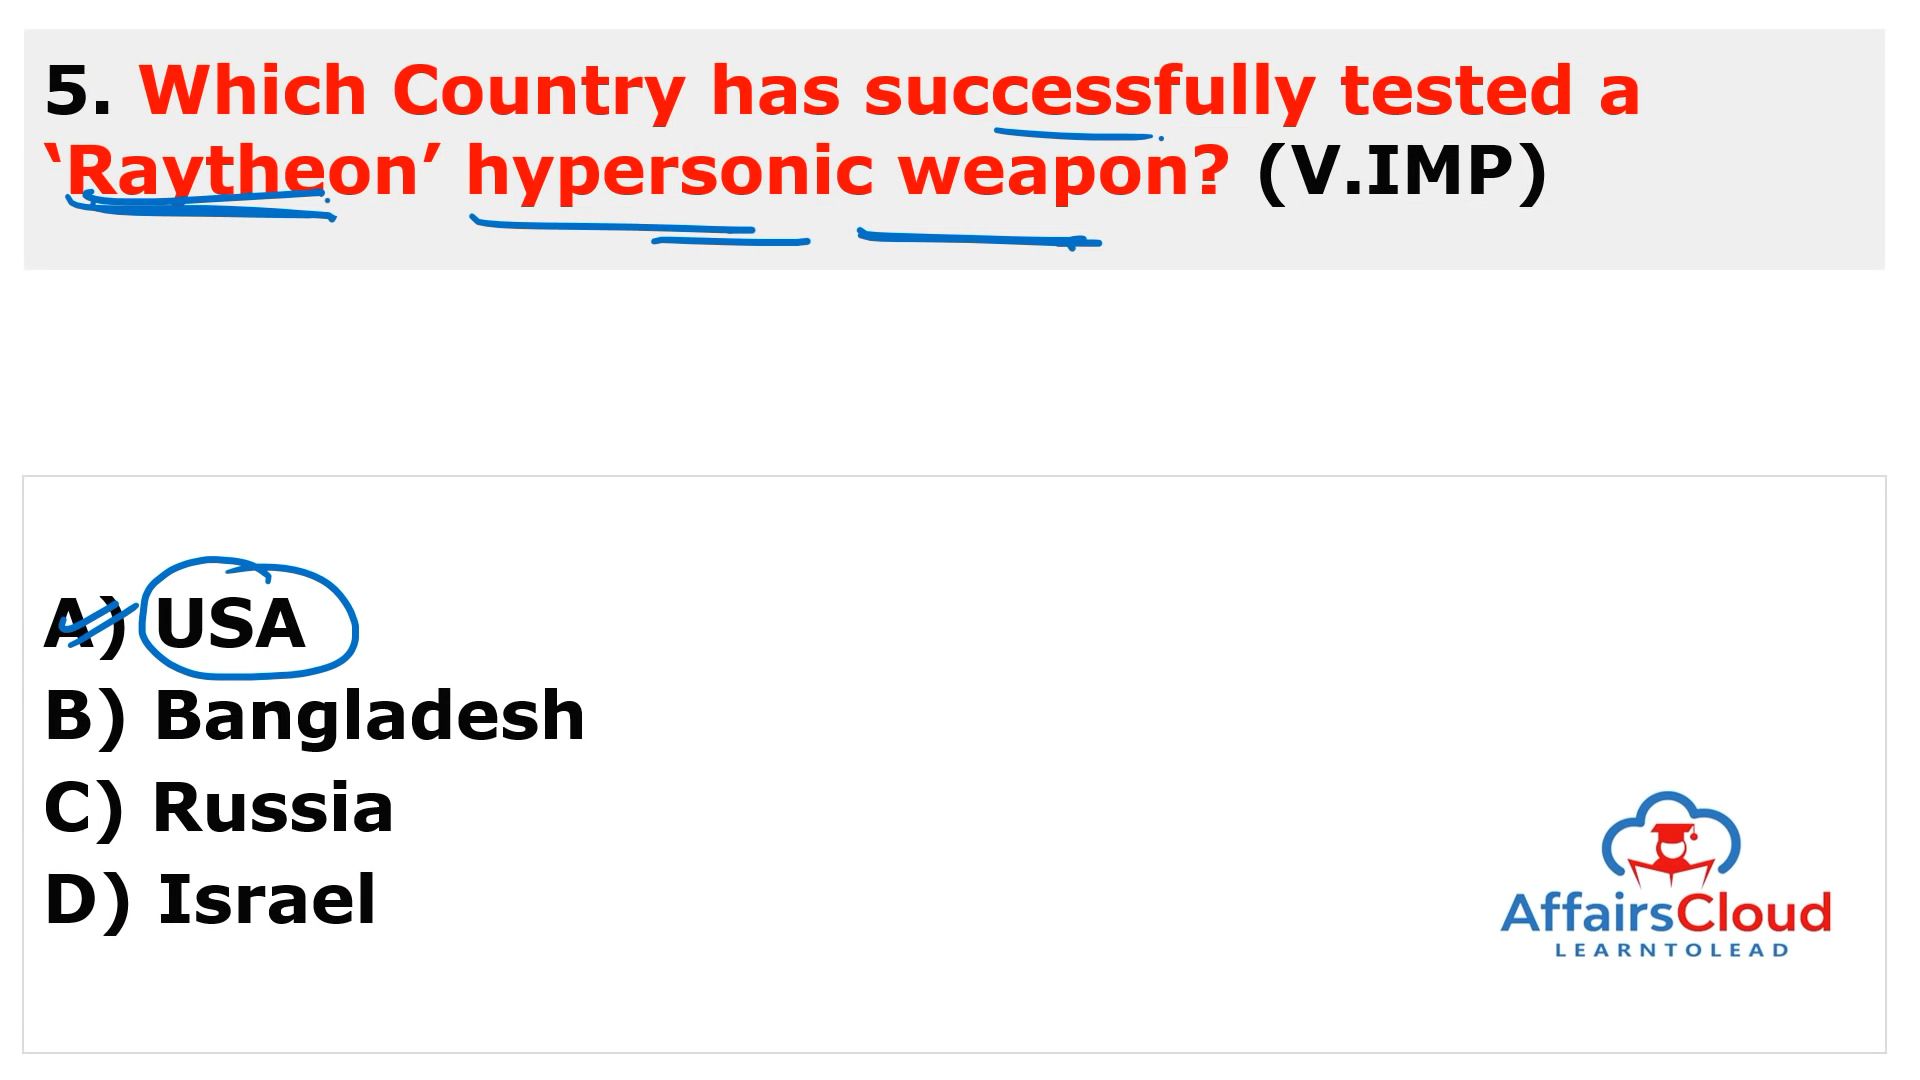 5. Which Country has successfully tested a
‘Raytheon’ hypersonic weapon? (V.IMP)
A) USA
B) Bangladesh
C) Russia
D) Israel
AffairsCloud
LEARNTOLEAD